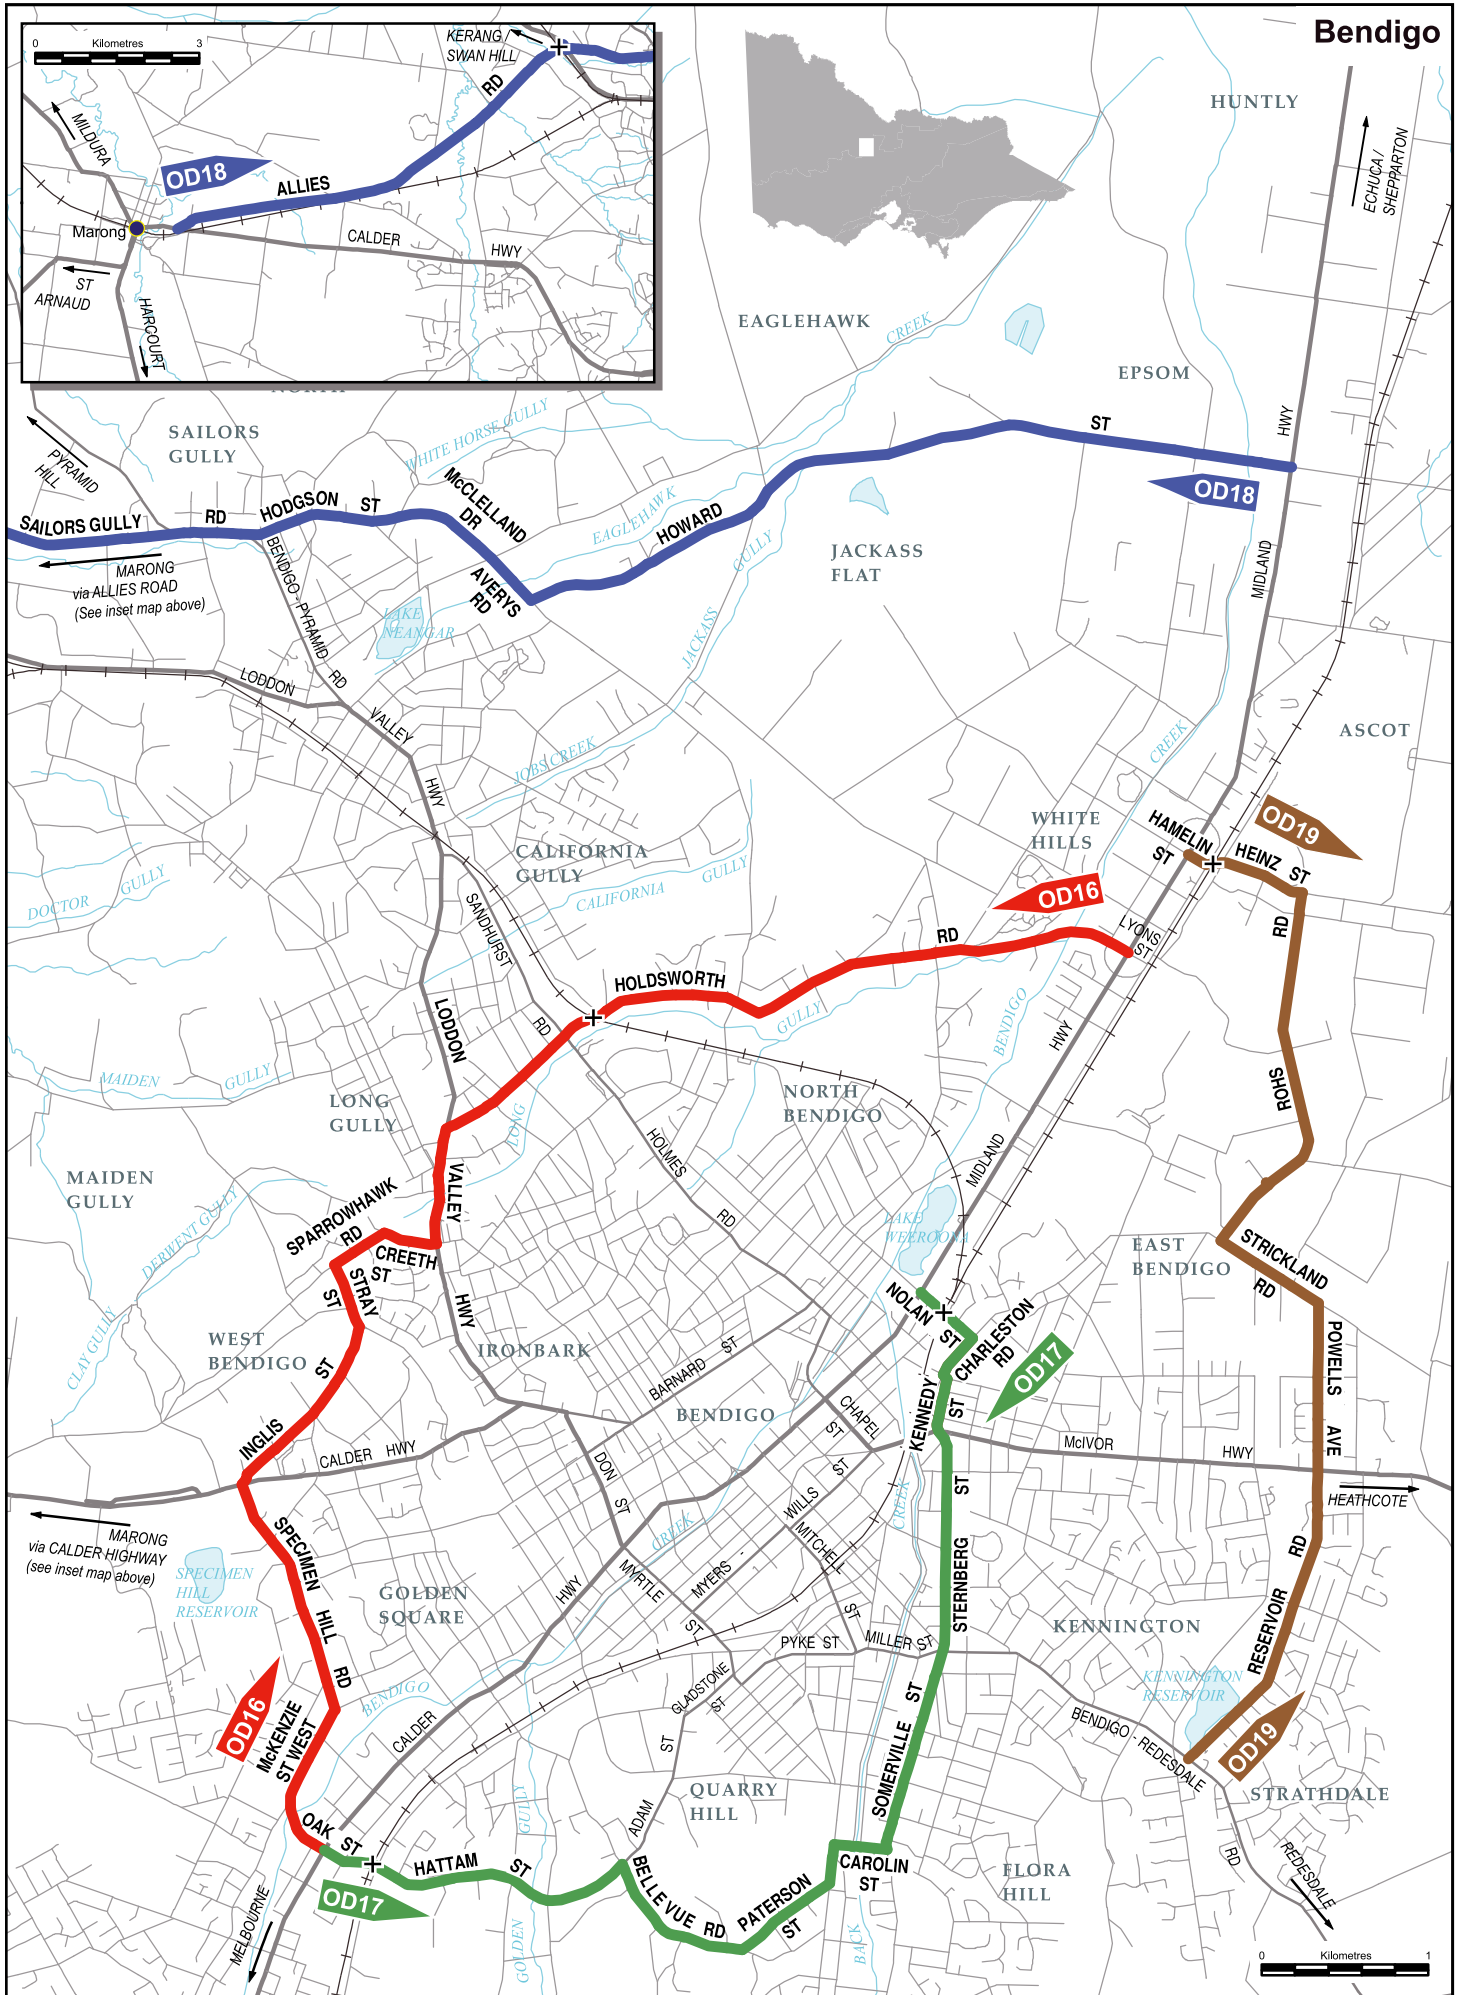 Bendigo
0 Kilometres 3
KERANG /
SWAN HILL
RD
MILDURA
OD18
ALLIES
Marong
CALDER
HWY
ST
ARNAUD
HARCOURT
HUNTLY
ECHUCA /
SHEPPARTON
EAGLEHAWK
CREEK
EPSOM
NORTH
SAILORS
GULLY
WHITE HORSE GULLY
ST
HWY
PYRAMID
HILL
McCLELLAND
DR
OD18
SAILORS GULLY
RD
HODGSON
ST
EAGLEHAWK
HOWARD
GULLY
JACKASS
FLAT
MIDLAND
MARONG
via ALLIES ROAD
(See inset map above)
BENDIGO - PYRAMID
RD
AVERYS
RD
LAKE
NEANGAR
JACKASS
LODDON
VALLEY
HWY
JOBS CREEK
CREEK
ASCOT
WHITE
HILLS
HAMELIN
ST
OD19
HEINZ
ST
CALIFORNIA
GULLY
CALIFORNIA
GULLY
OD16
DOCTOR
GULLY
SANDHURST
RD
LYONS
ST
RD
RD
HOLDSWORTH
LODDON
GULLY
BENDIGO
HWY
MAIDEN
GULLY
LONG
GULLY
LONG
NORTH
BENDIGO
ROHS
HOLMES
RD
MIDLAND
MAIDEN
GULLY
SPARROWHAWK
RD
VALLEY
DERWENT GULLY
CREETH
ST
LAKE
WEEROONA
EAST
BENDIGO
STRICKLAND
RD
STRAY
ST
HWY
NOLAN
ST
CHARLESTON
RD
OD17
CLAY GULLY
WEST
BENDIGO
ST
IRONBARK
BARNARD
ST
POWELLS
AVE
BENDIGO
CHAPEL
ST
KENNEDY
ST
INGLIS
CALDER
HWY
DON
ST
McIVOR
HWY
HEATHCOTE
MARONG
via CALDER HIGHWAY
(see inset map above)
WILLS
ST
MITCHELL
ST
CREEK
CREEK
ST
STERNBERG
SPECIMEN
HILL
RD
SPECIMEN
HILL
RESERVOIR
GOLDEN
SQUARE
HWY
MYRTLE
ST
MYERS -
RD
RESERVOIR
PYKE ST
MILLER ST
KENNINGTON
KENNINGTON
RESERVOIR
OD16
McKENZIE
ST WEST
BENDIGO
CALDER
GLADSTONE
ST
ST
SOMERVILLE
ST
BENDIGO - REDESDALE
RD
OD19
STRATHDALE
QUARRY
HILL
ADAM
GULLY
OAK
ST
HATTAM
ST
OD17
BELLE VUE
RD
PATERSON
ST
CAROLIN
ST
FLORA
HILL
REDESDALE
MELBOURNE
GOLDEN
BACK
0 Kilometres 1